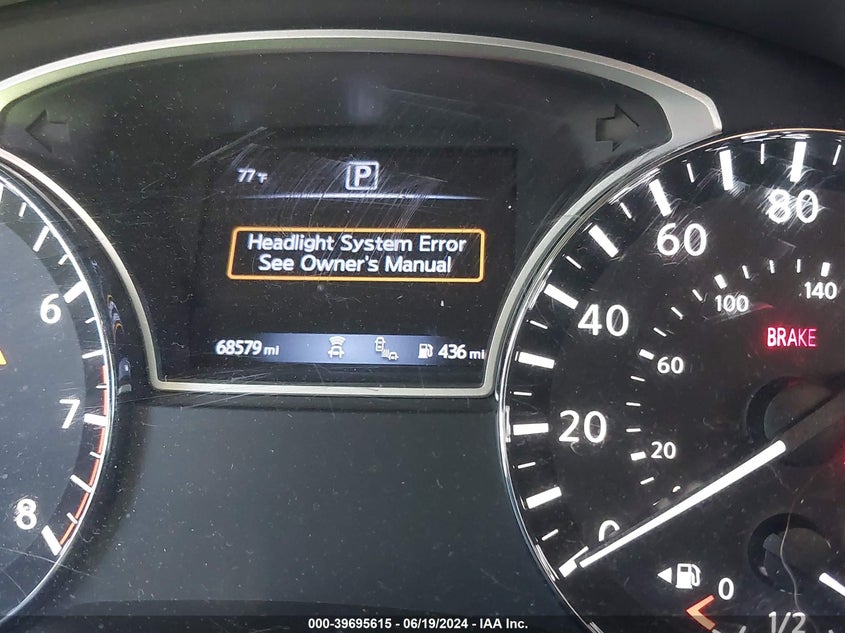 77°F P
Headlight System Error
See Owner's Manual
68579 mi 436 mi
6
7
8
0
20
40
60
80
20
60
100
140
BRAKE
0
1/2
000-39695615 - 06/19/2024 - IAA Inc.